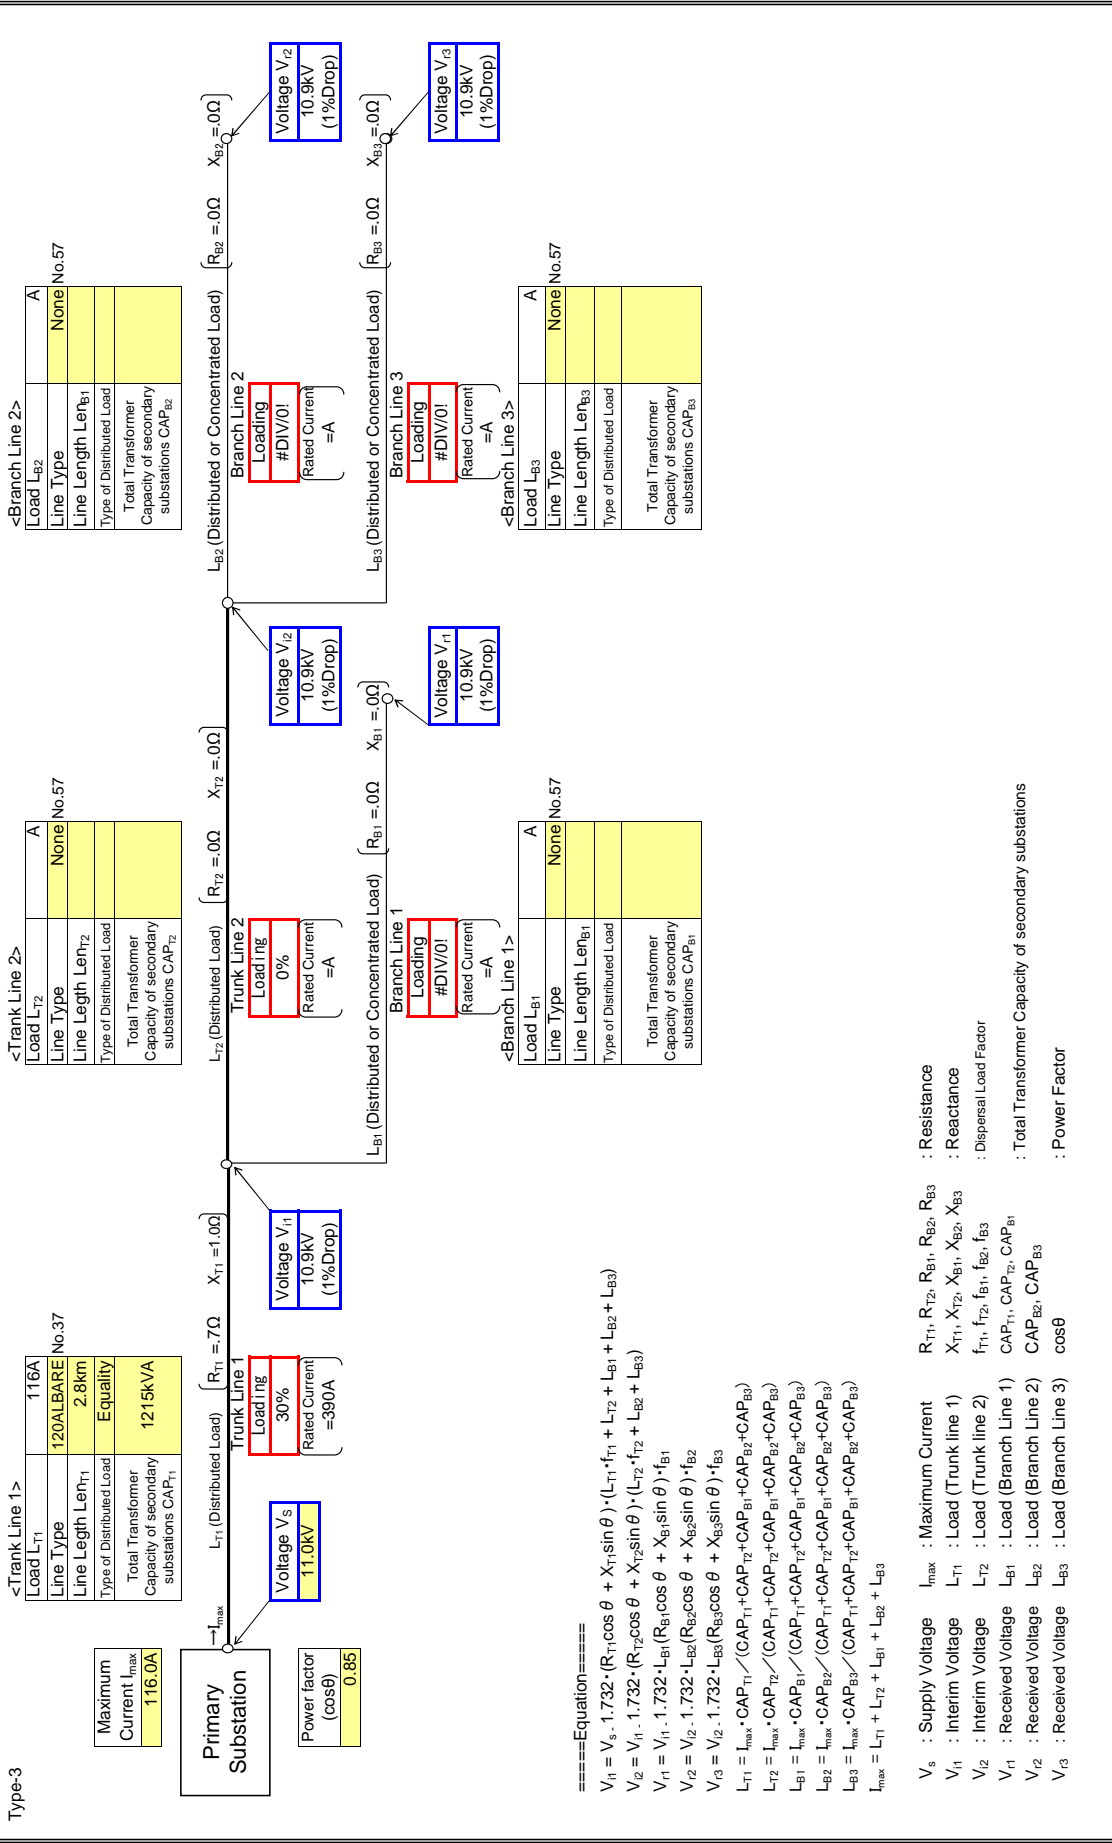 Type-3
Maximum
Current Imax
116.0A
Primary
Substation
Power factor
(cosθ)
0.85
→Imax
Voltage VS
11.0kV
<Trank Line 1>
Load LT1 116A
Line Type 120ALBARE No.37
Line Legth LenT1 2.8km
Type of Distributed Load Equality
Total Transformer
Capacity of secondary
substations CAPT1
1215kVA
LT1 (Distributed Load)
RT1 =.7Ω XT1 =1.0Ω
Trunk Line 1
Loading
30%
Rated Current
=390A
Voltage Vi1
10.9kV
(1%Drop)
<Trank Line 2>
Load LT2 A
Line Type None No.57
Line Length LenT2
Type of Distributed Load
Total Transformer
Capacity of secondary
substations CAPT2
LT2 (Distributed Load)
RT2 =.0Ω XT2 =.0Ω
Trunk Line 2
Loading
0%
Rated Current
=A
Voltage Vi2
10.9kV
(1%Drop)
LB1 (Distributed or Concentrated Load)
RB1 =.0Ω XB1 =.0Ω
Branch Line 1
Loading
#DIV/0!
Rated Current
=A
Voltage Vr1
10.9kV
(1%Drop)
<Branch Line 1>
Load LB1 A
Line Type None No.57
Line Length LenB1
Type of Distributed Load
Total Transformer
Capacity of secondary
substations CAPB1
<Branch Line 2>
Load LB2 A
Line Type None No.57
Line Length LenB1
Type of Distributed Load
Total Transformer
Capacity of secondary
substations CAPB2
LB2 (Distributed or Concentrated Load)
RB2 =.0Ω XB2 =.0Ω
Branch Line 2
Loading
#DIV/0!
Rated Current
=A
Voltage Vr2
10.9kV
(1%Drop)
LB3 (Distributed or Concentrated Load)
RB3 =.0Ω XB3 =.0Ω
Branch Line 3
Loading
#DIV/0!
Rated Current
=A
Voltage Vr3
10.9kV
(1%Drop)
<Branch Line 3>
Load LB3 A
Line Type None No.57
Line Length LenB3
Type of Distributed Load
Total Transformer
Capacity of secondary
substations CAPB3
=====Equation=====
Vi1 = Vs - 1.732・(RT1cosθ + XT1sinθ)・(LT1・fT1 + LT2 + LB1 + LB2 + LB3)
Vi2 = Vi1 - 1.732・(RT2cosθ + XT2sinθ)・(LT2・fT2 + LB2 + LB3)
Vr1 = Vi1 - 1.732・LB1(RB1cosθ + XB1sinθ)・fB1
Vr2 = Vi2 - 1.732・LB2(RB2cosθ + XB2sinθ)・fB2
Vr3 = Vi2 - 1.732・LB3(RB3cosθ + XB3sinθ)・fB3
LT1 = Imax・CAPT1／(CAPT1+CAPT2+CAPB1+CAPB2+CAPB3)
LT2 = Imax・CAPT2／(CAPT1+CAPT2+CAPB1+CAPB2+CAPB3)
LB1 = Imax・CAPB1／(CAPT1+CAPT2+CAPB1+CAPB2+CAPB3)
LB2 = Imax・CAPB2／(CAPT1+CAPT2+CAPB1+CAPB2+CAPB3)
LB3 = Imax・CAPB3／(CAPT1+CAPT2+CAPB1+CAPB2+CAPB3)
Imax = LT1 + LT2 + LB1 + LB2 + LB3
Vs : Supply Voltage Imax : Maximum Current RT1, RT2, RB1, RB2, RB3 : Resistance
Vi1 : Interim Voltage LT1 : Load (Trunk line 1) XT1, XT2, XB1, XB2, XB3 : Reactance
Vi2 : Interim Voltage LT2 : Load (Trunk line 2) fT1, fT2, fB1, fB2, fB3 : Dispersal Load Factor
Vr1 : Received Voltage LB1 : Load (Branch Line 1) CAPT1, CAPT2, CAPB1 : Total Transformer Capacity of secondary substations
Vr2 : Received Voltage LB2 : Load (Branch Line 2) CAPB2, CAPB3
Vr3 : Received Voltage LB3 : Load (Branch Line 3) cosθ : Power Factor